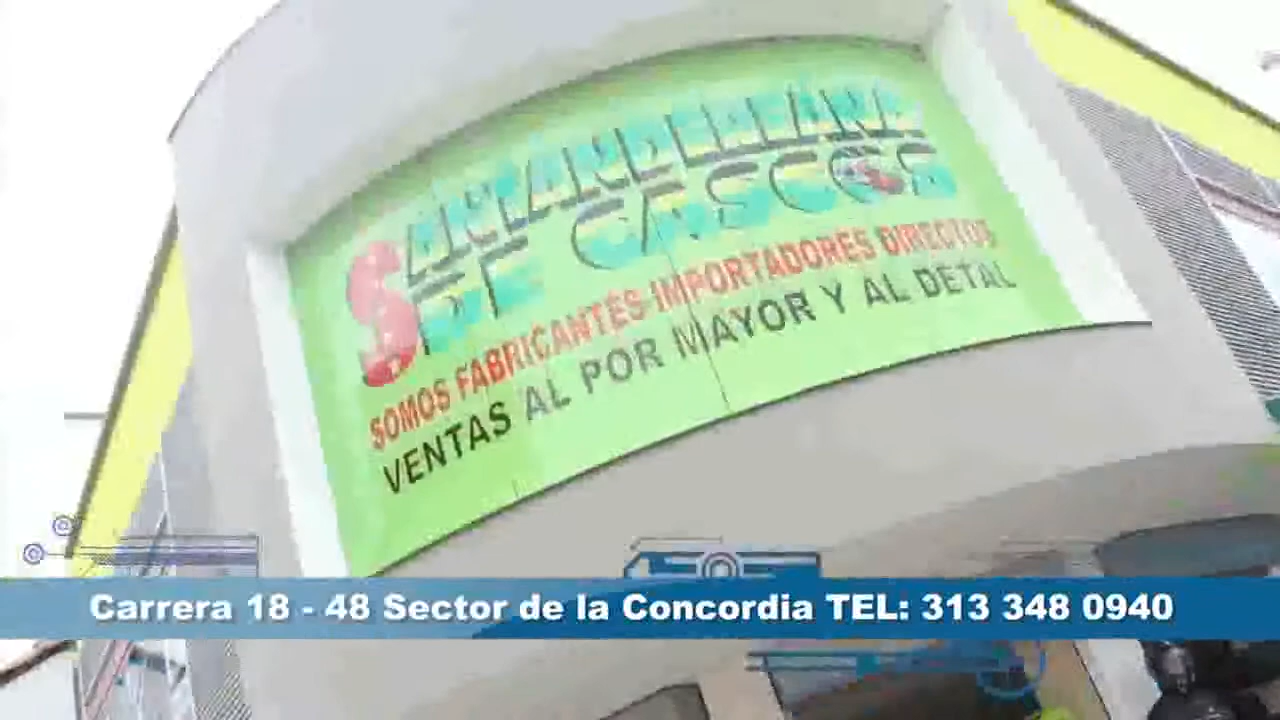 SANTANDEREANA
DE CASCOS
SOMOS FABRICANTES-IMPORTADORES DIRECTOS
VENTAS AL POR MAYOR Y AL DETAL
Carrera 18 - 48 Sector de la Concordia TEL: 313 348 0940